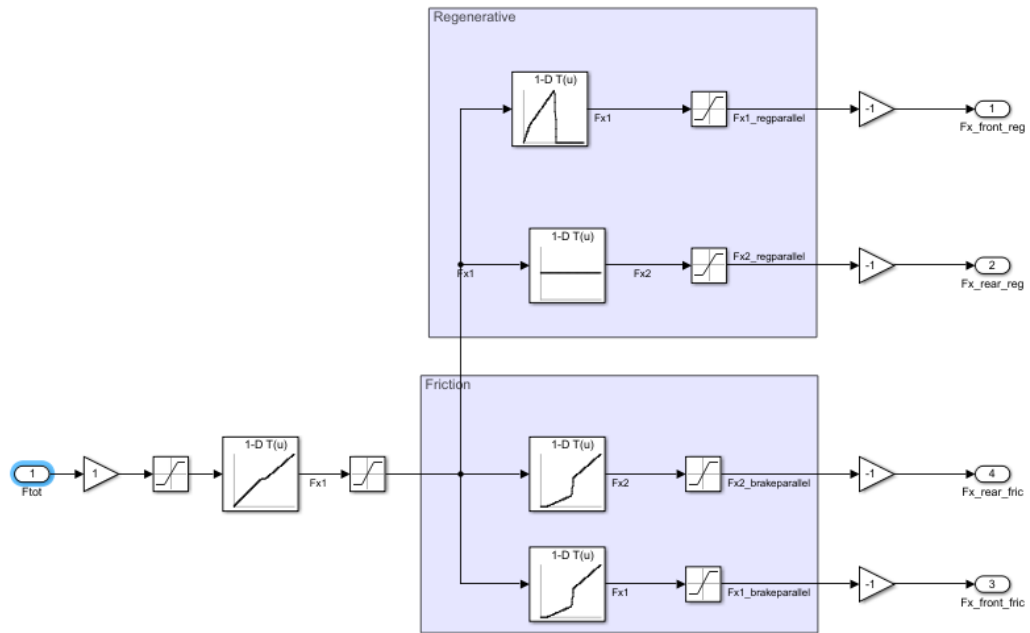 Regenerative
1-D T(u)
Fx1
Fx1_regparallel
-1
1
Fx_front_reg
1-D T(u)
Fx1
Fx2
Fx2_regparallel
-1
2
Fx_rear_reg
Friction
1
Ftot
1
1-D T(u)
Fx1
1-D T(u)
Fx2
Fx2_brakeparallel
-1
4
Fx_rear_fric
1-D T(u)
Fx1
Fx1_brakeparallel
-1
3
Fx_front_fric